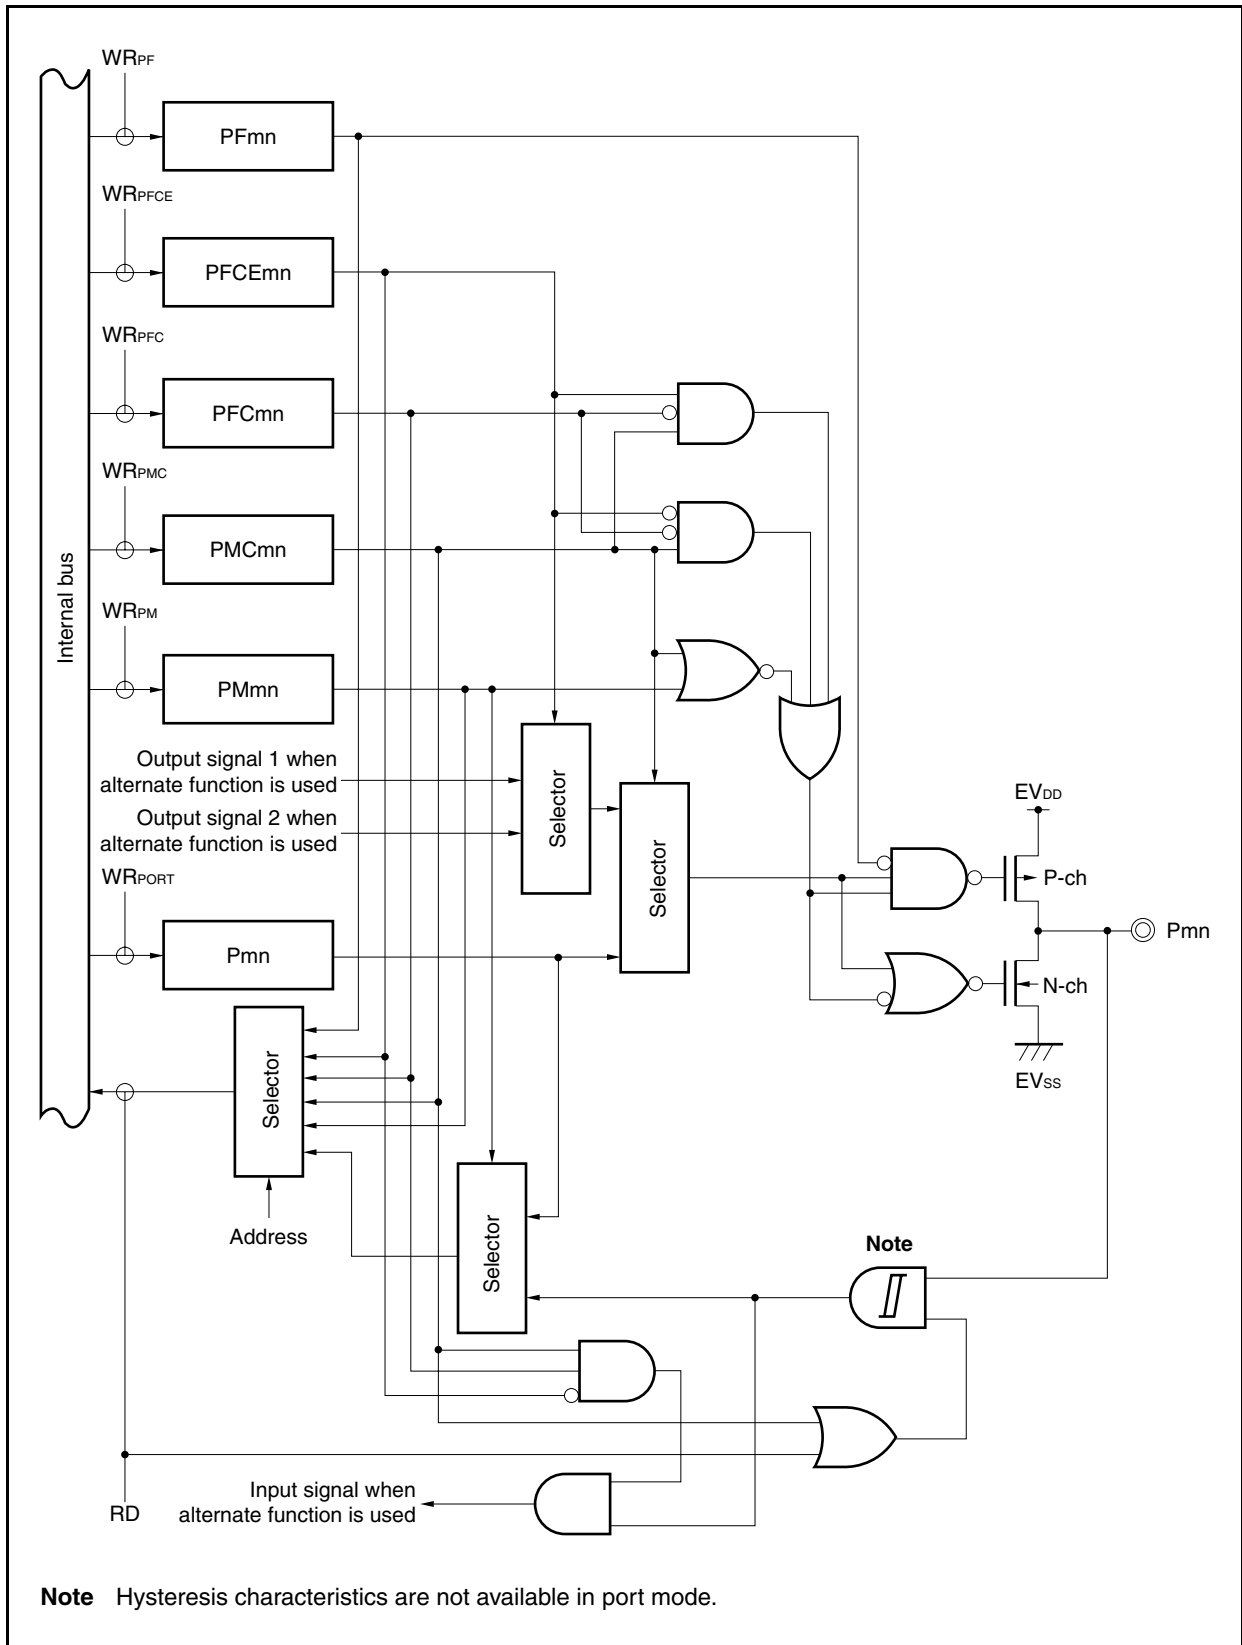 WRPF
PFmn
WRPFCE
PFCEmn
WRPFC
PFCmn
WRPMC
PMCmn
Internal bus
WRPM
PMmn
Output signal 1 when
alternate function is used
Output signal 2 when
alternate function is used
Selector
Selector
EVDD
P-ch
WRPORT
Pmn
Pmn
N-ch
EVSS
Selector
Address
Selector
Note
Input signal when
alternate function is used
RD
Note Hysteresis characteristics are not available in port mode.